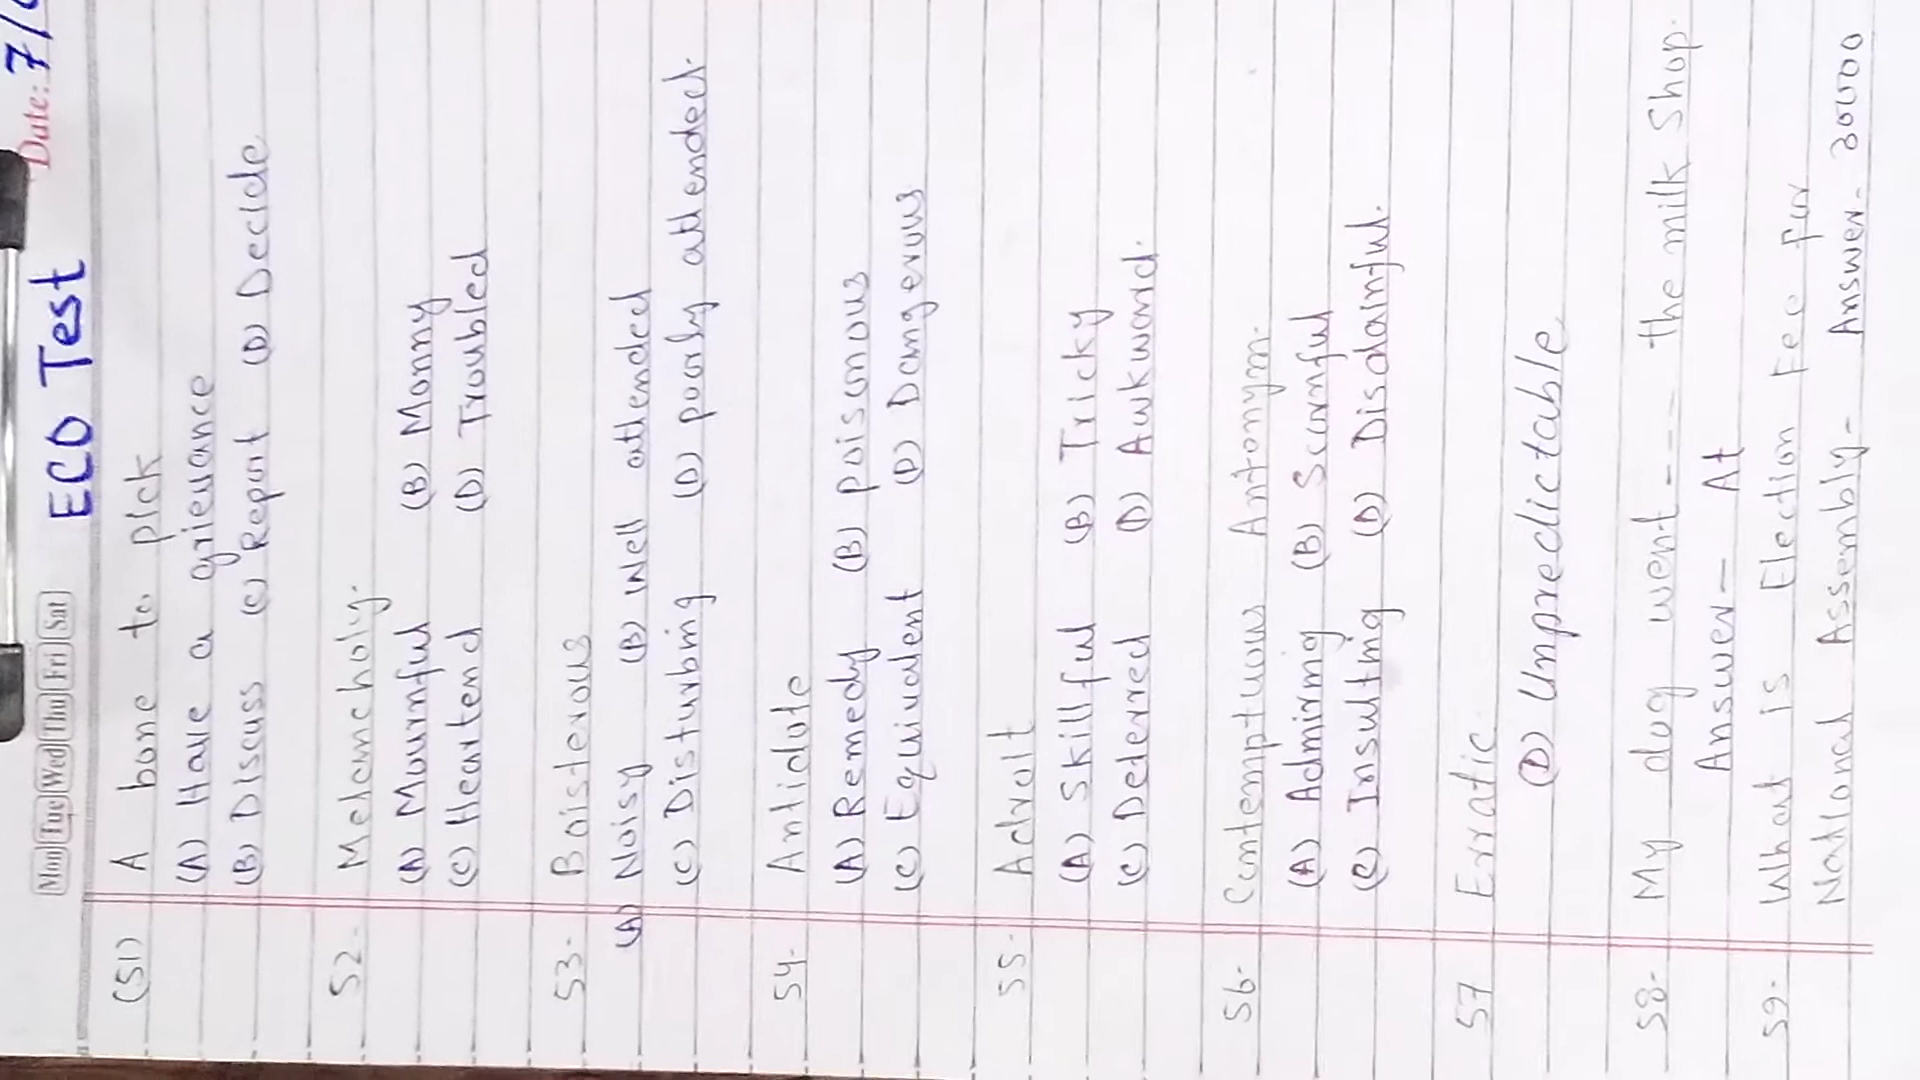 Mon Tue Wed Thu Fri Sat
Date: 7/
ECO Test
(51) A bone to pick
(A) Have a grievance
(B) Discuss (C) Report (D) Decide
52- Melancholy.
(A) Mournful (B) Manny
(C) Heartend (D) Troubled
53- Boisterous
(A) Noisy (B) Well attended
(C) Disturbing (D) poorly attended.
54- Antidote
(A) Remedy (B) poisonous
(C) Equivalent (D) Dangerous
55- Adroit
(A) Skillful (B) Tricky
(C) Deterred (D) Awkward.
56- Contemptuous Antonym.
(A) Admiring (B) Scornful
(C) Insulting (D) Disdainful.
57 Erratic
(D) Unpredictable
58- My dog went ---- the milk Shop.
Answer- At
59- What is Election Fee for
National Assembly- Answer- 30000